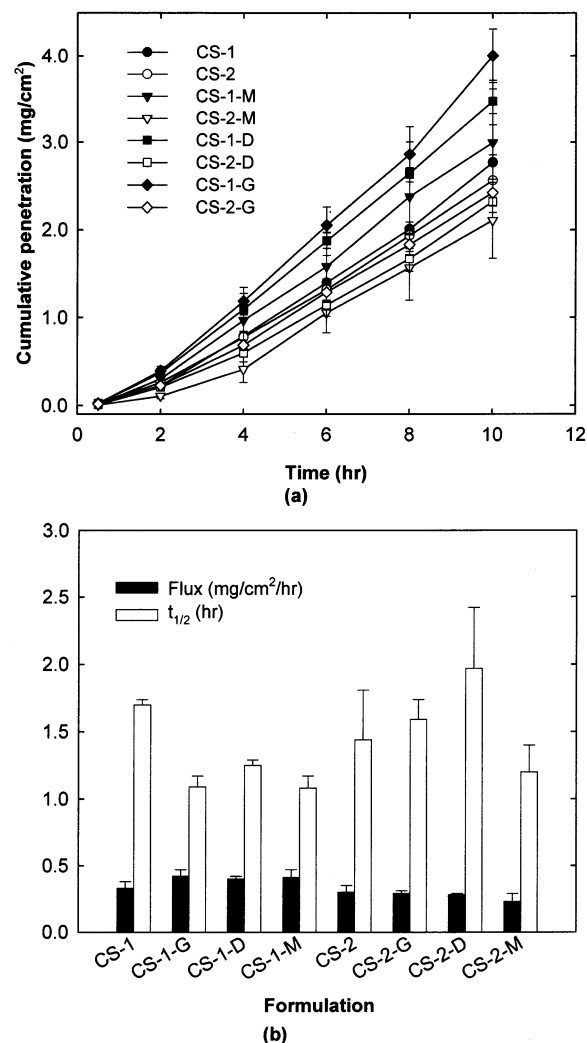 4.0
3.0
2.0
1.0
0.0
Cumulative penetration (mg/cm²)
CS-1
CS-2
CS-1-M
CS-2-M
CS-1-D
CS-2-D
CS-1-G
CS-2-G
0 2 4 6 8 10 12
Time (hr)
(a)
3.0
2.5
2.0
1.5
1.0
0.5
0.0
Flux (mg/cm²/hr)
t₁/₂ (hr)
CS-1 CS-1-G CS-1-D CS-1-M CS-2 CS-2-G CS-2-D CS-2-M
Formulation
(b)